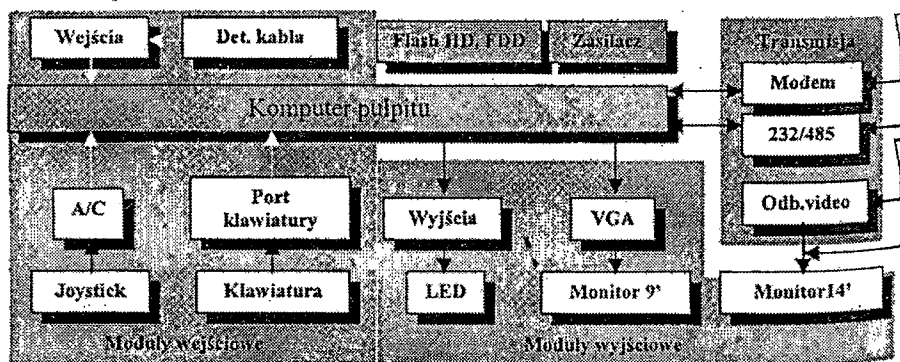 Wejścia
Det. kabla
Flash HD, FDD
Zasilacz
Transmisja
Modem
Komputer pulpitu
232/485
A/C
Port
klawiatury
Wyjścia
VGA
Odb.video
Joystick
Klawiatura
LED
Monitor 9'
Monitor14'
Moduły wejściowe
Moduły wyjściowe